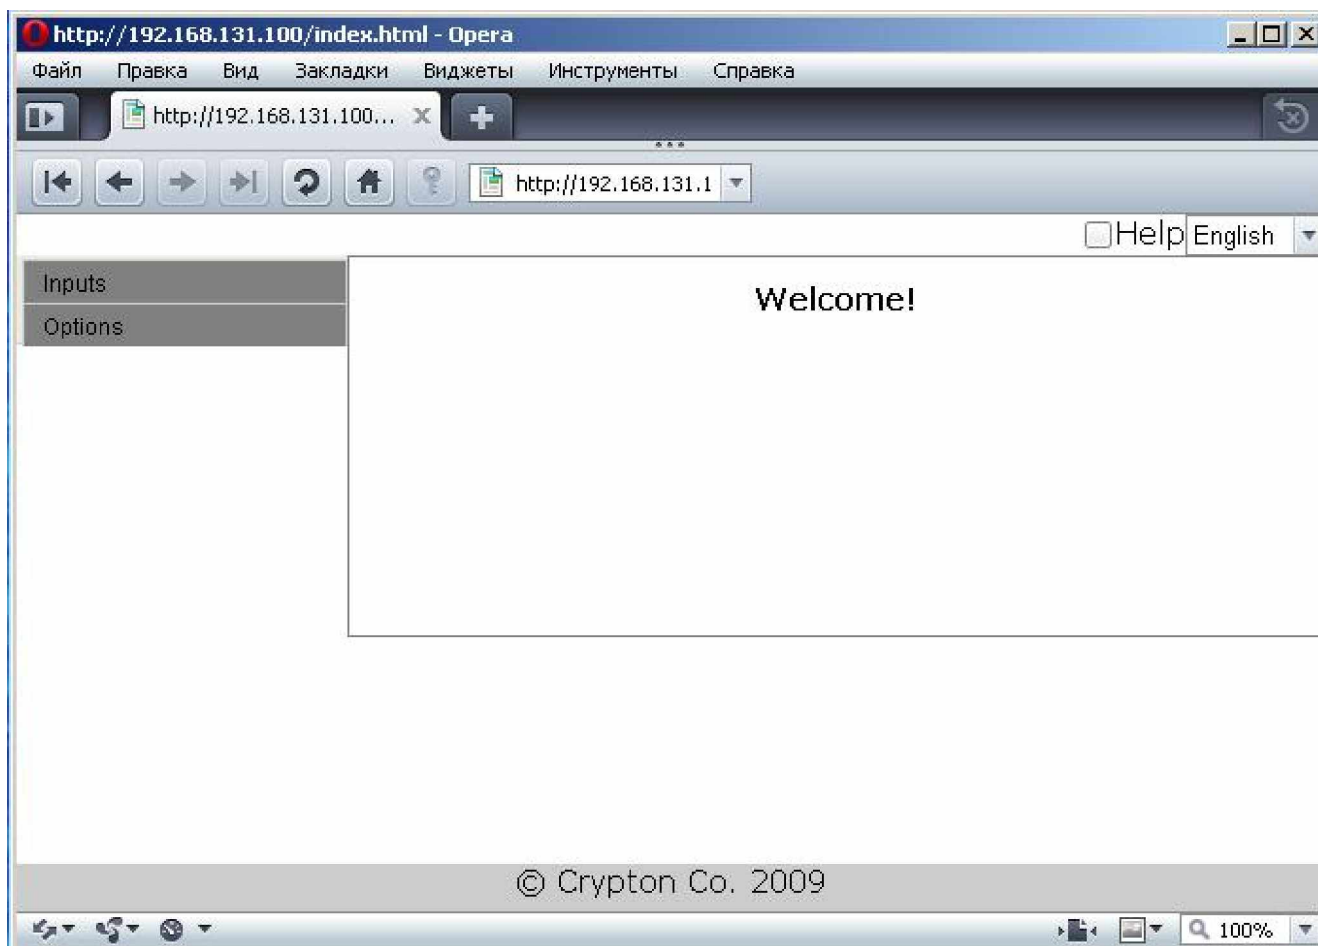 http://192.168.131.100/index.html - Opera
Файл Правка Вид Закладки Виджеты Инструменты Справка
http://192.168.131.100...
http://192.168.131.1
Help English
Inputs
Options
Welcome!
© Crypton Co. 2009
100%